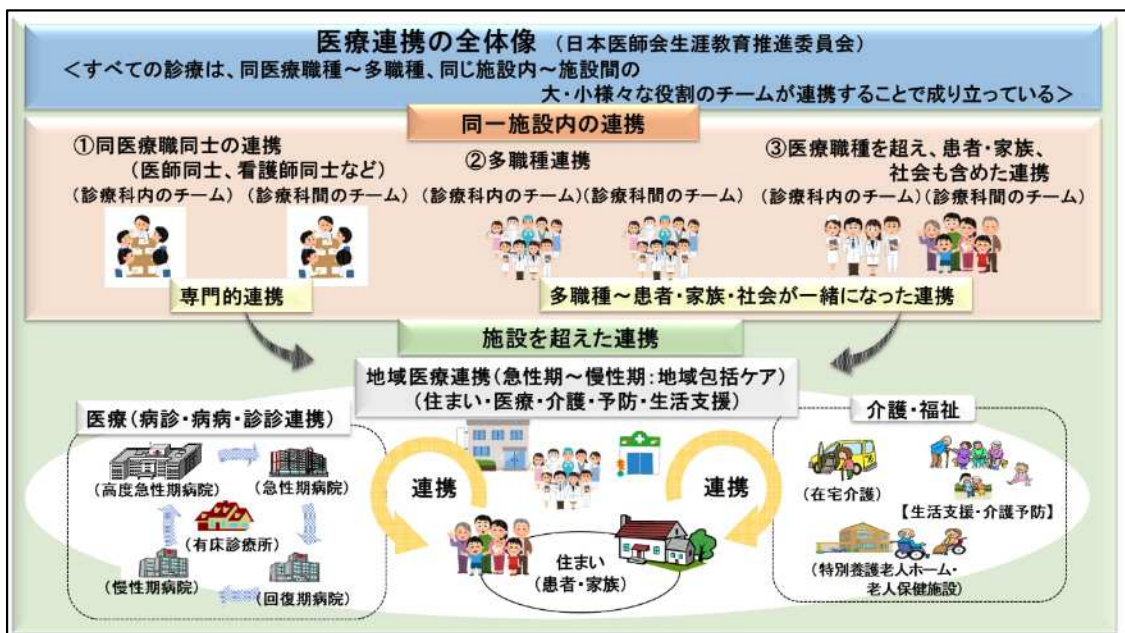 医療連携の全体像 (日本医師会生涯教育推進委員会)
<すべての診療は、同医療職種～多職種、同じ施設内～施設間の
大・小様々な役割のチームが連携することで成り立っている>
同一施設内の連携
①同医療職同士の連携
(医師同士、看護師同士など)
(診療科内のチーム) (診療科間のチーム)
②多職種連携
(診療科内のチーム)(診療科間のチーム)
③医療職種を超え、患者・家族、
社会も含めた連携
(診療科内のチーム)(診療科間のチーム)
専門的連携
多職種～患者・家族・社会が一緒になった連携
施設を超えた連携
地域医療連携(急性期～慢性期:地域包括ケア)
(住まい・医療・介護・予防・生活支援)
医療(病診・病病・診診連携)
(高度急性期病院)
(急性期病院)
(有床診療所)
(慢性期病院)
(回復期病院)
連携
連携
住まい
(患者・家族)
介護・福祉
(在宅介護)
【生活支援・介護予防】
(特別養護老人ホーム・
老人保健施設)